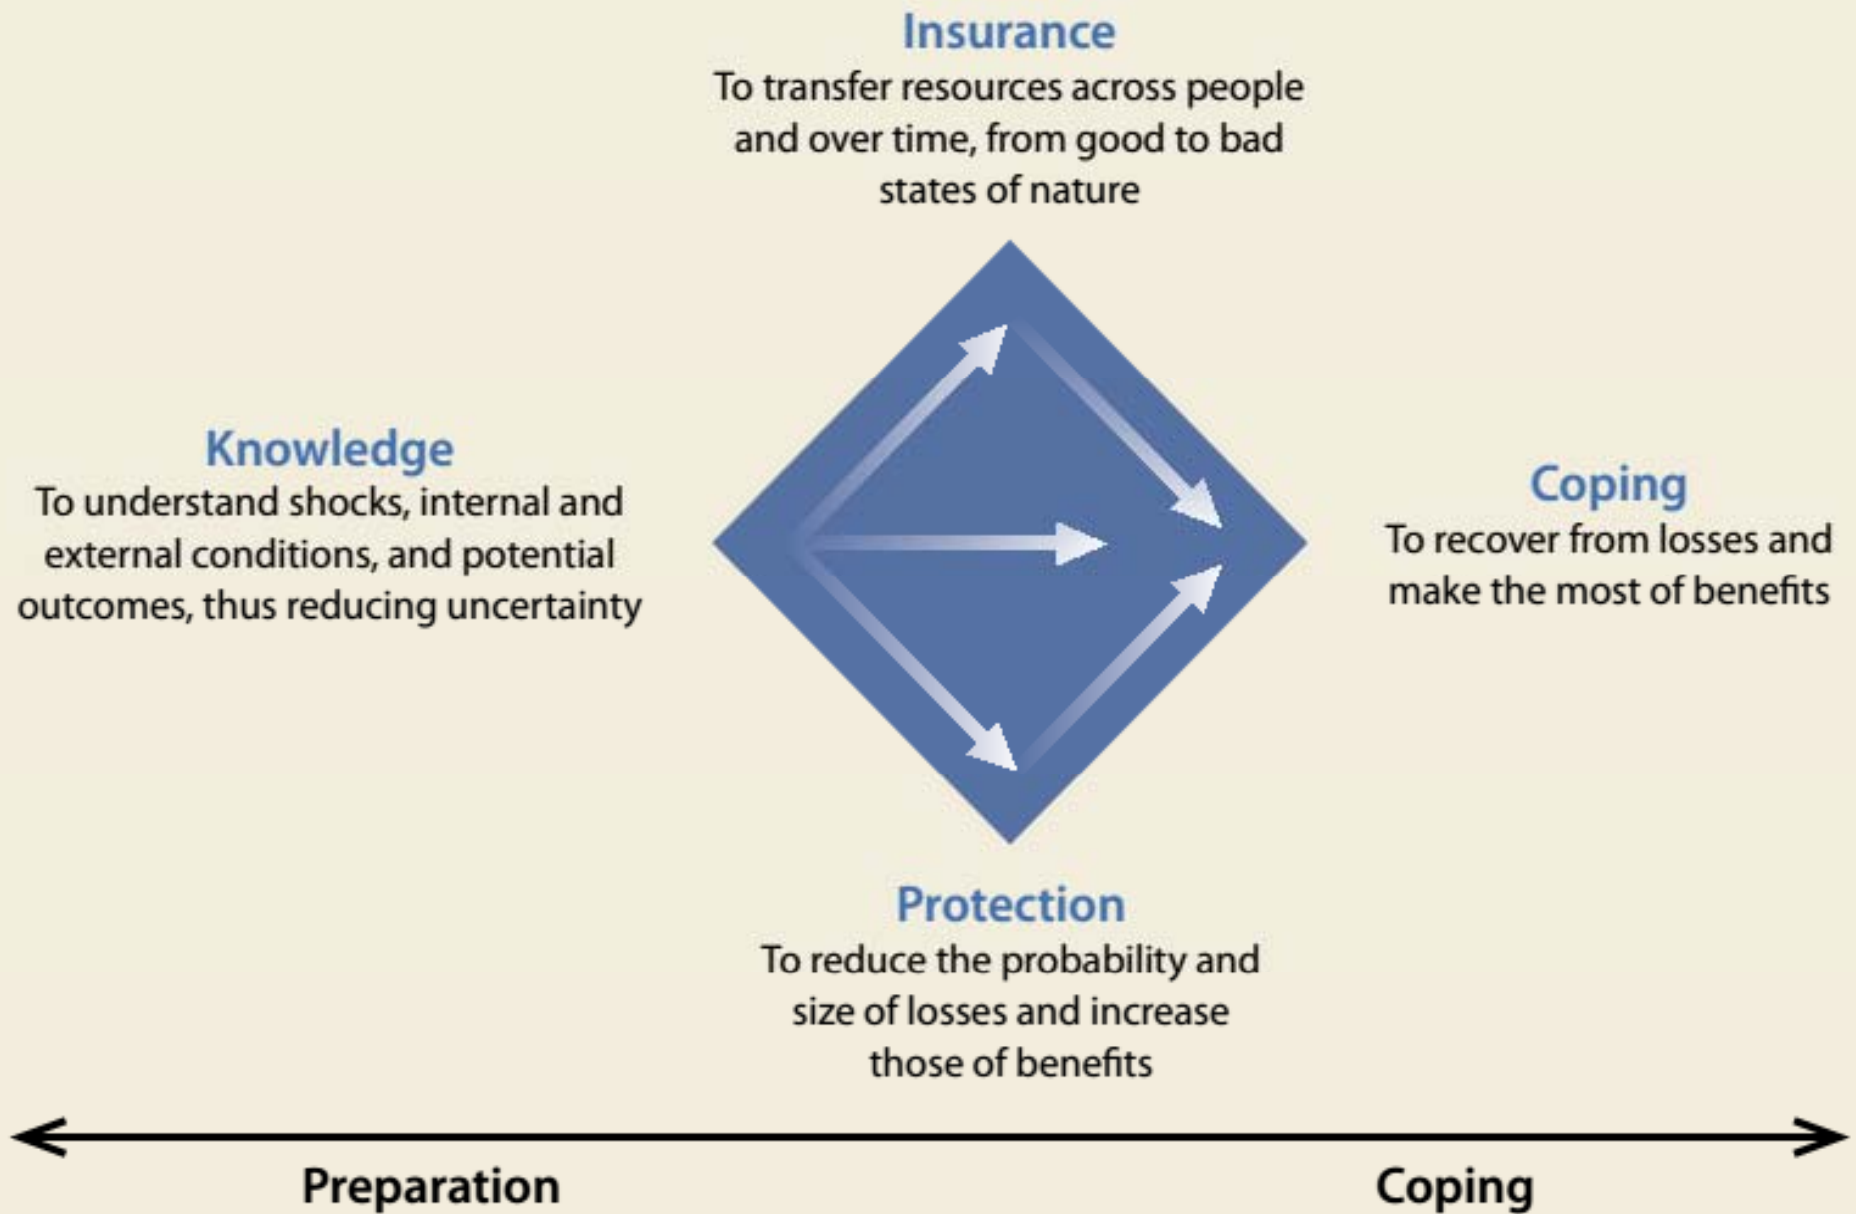 Insurance
To transfer resources across people
and over time, from good to bad
states of nature
Knowledge
To understand shocks, internal and
external conditions, and potential
outcomes, thus reducing uncertainty
Coping
To recover from losses and
make the most of benefits
Protection
To reduce the probability and
size of losses and increase
those of benefits
Preparation
Coping